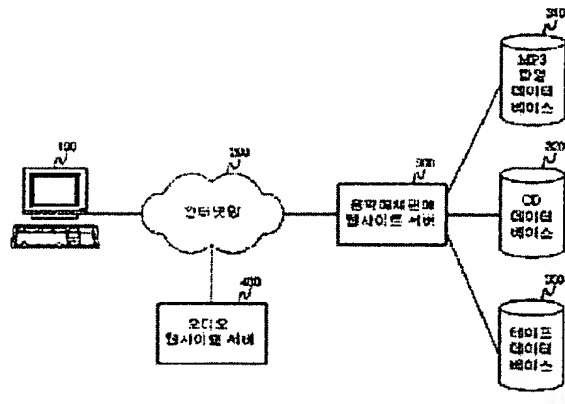 310
MP3
파일
데이터
베이스
100
200
300
320
인터넷망
음악매체판매
웹사이트 서버
CD
데이터
베이스
400
오디오
웹사이트 서버
테이프
데이터
베이스